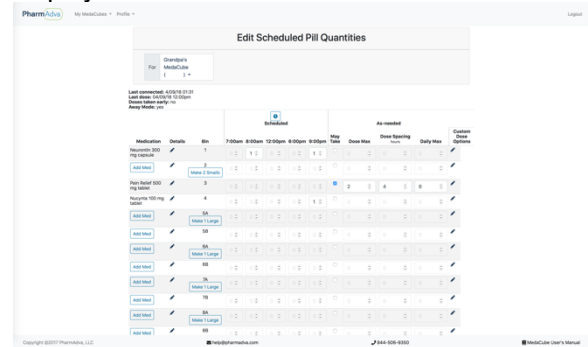 PharmAdva My MedaCubes Profile Logout
Edit Scheduled Pill Quantities
For Grandpa's MedaCube ( )
Last connected: 4/09/18 01:31
Last dose: 04/09/18 12:00pm
Doses taken early: no
Away Mode: yes
Scheduled As-needed
Medication Details Bin 7:00am 8:00am 12:00pm 6:00pm 9:00pm May Take Dose Max Dose Spacing hours Daily Max Custom Dose Options
Neurontin 300 mg capsule 1 1 1
Add Med 2 Make 2 Smalls
Pain Relief 500 mg tablet 3 2 4 6
Nucynta 100 mg tablet 4 1
Add Med 5A Make 1 Large
Add Med 5B
Add Med 6A Make 1 Large
Add Med 6B
Add Med 7A Make 1 Large
Add Med 7B
Add Med 8A Make 1 Large
Add Med 8B
Copyright ©2017 PharmAdva, LLC. help@pharmadva.com 844-506-9350 MedaCube User's Manual